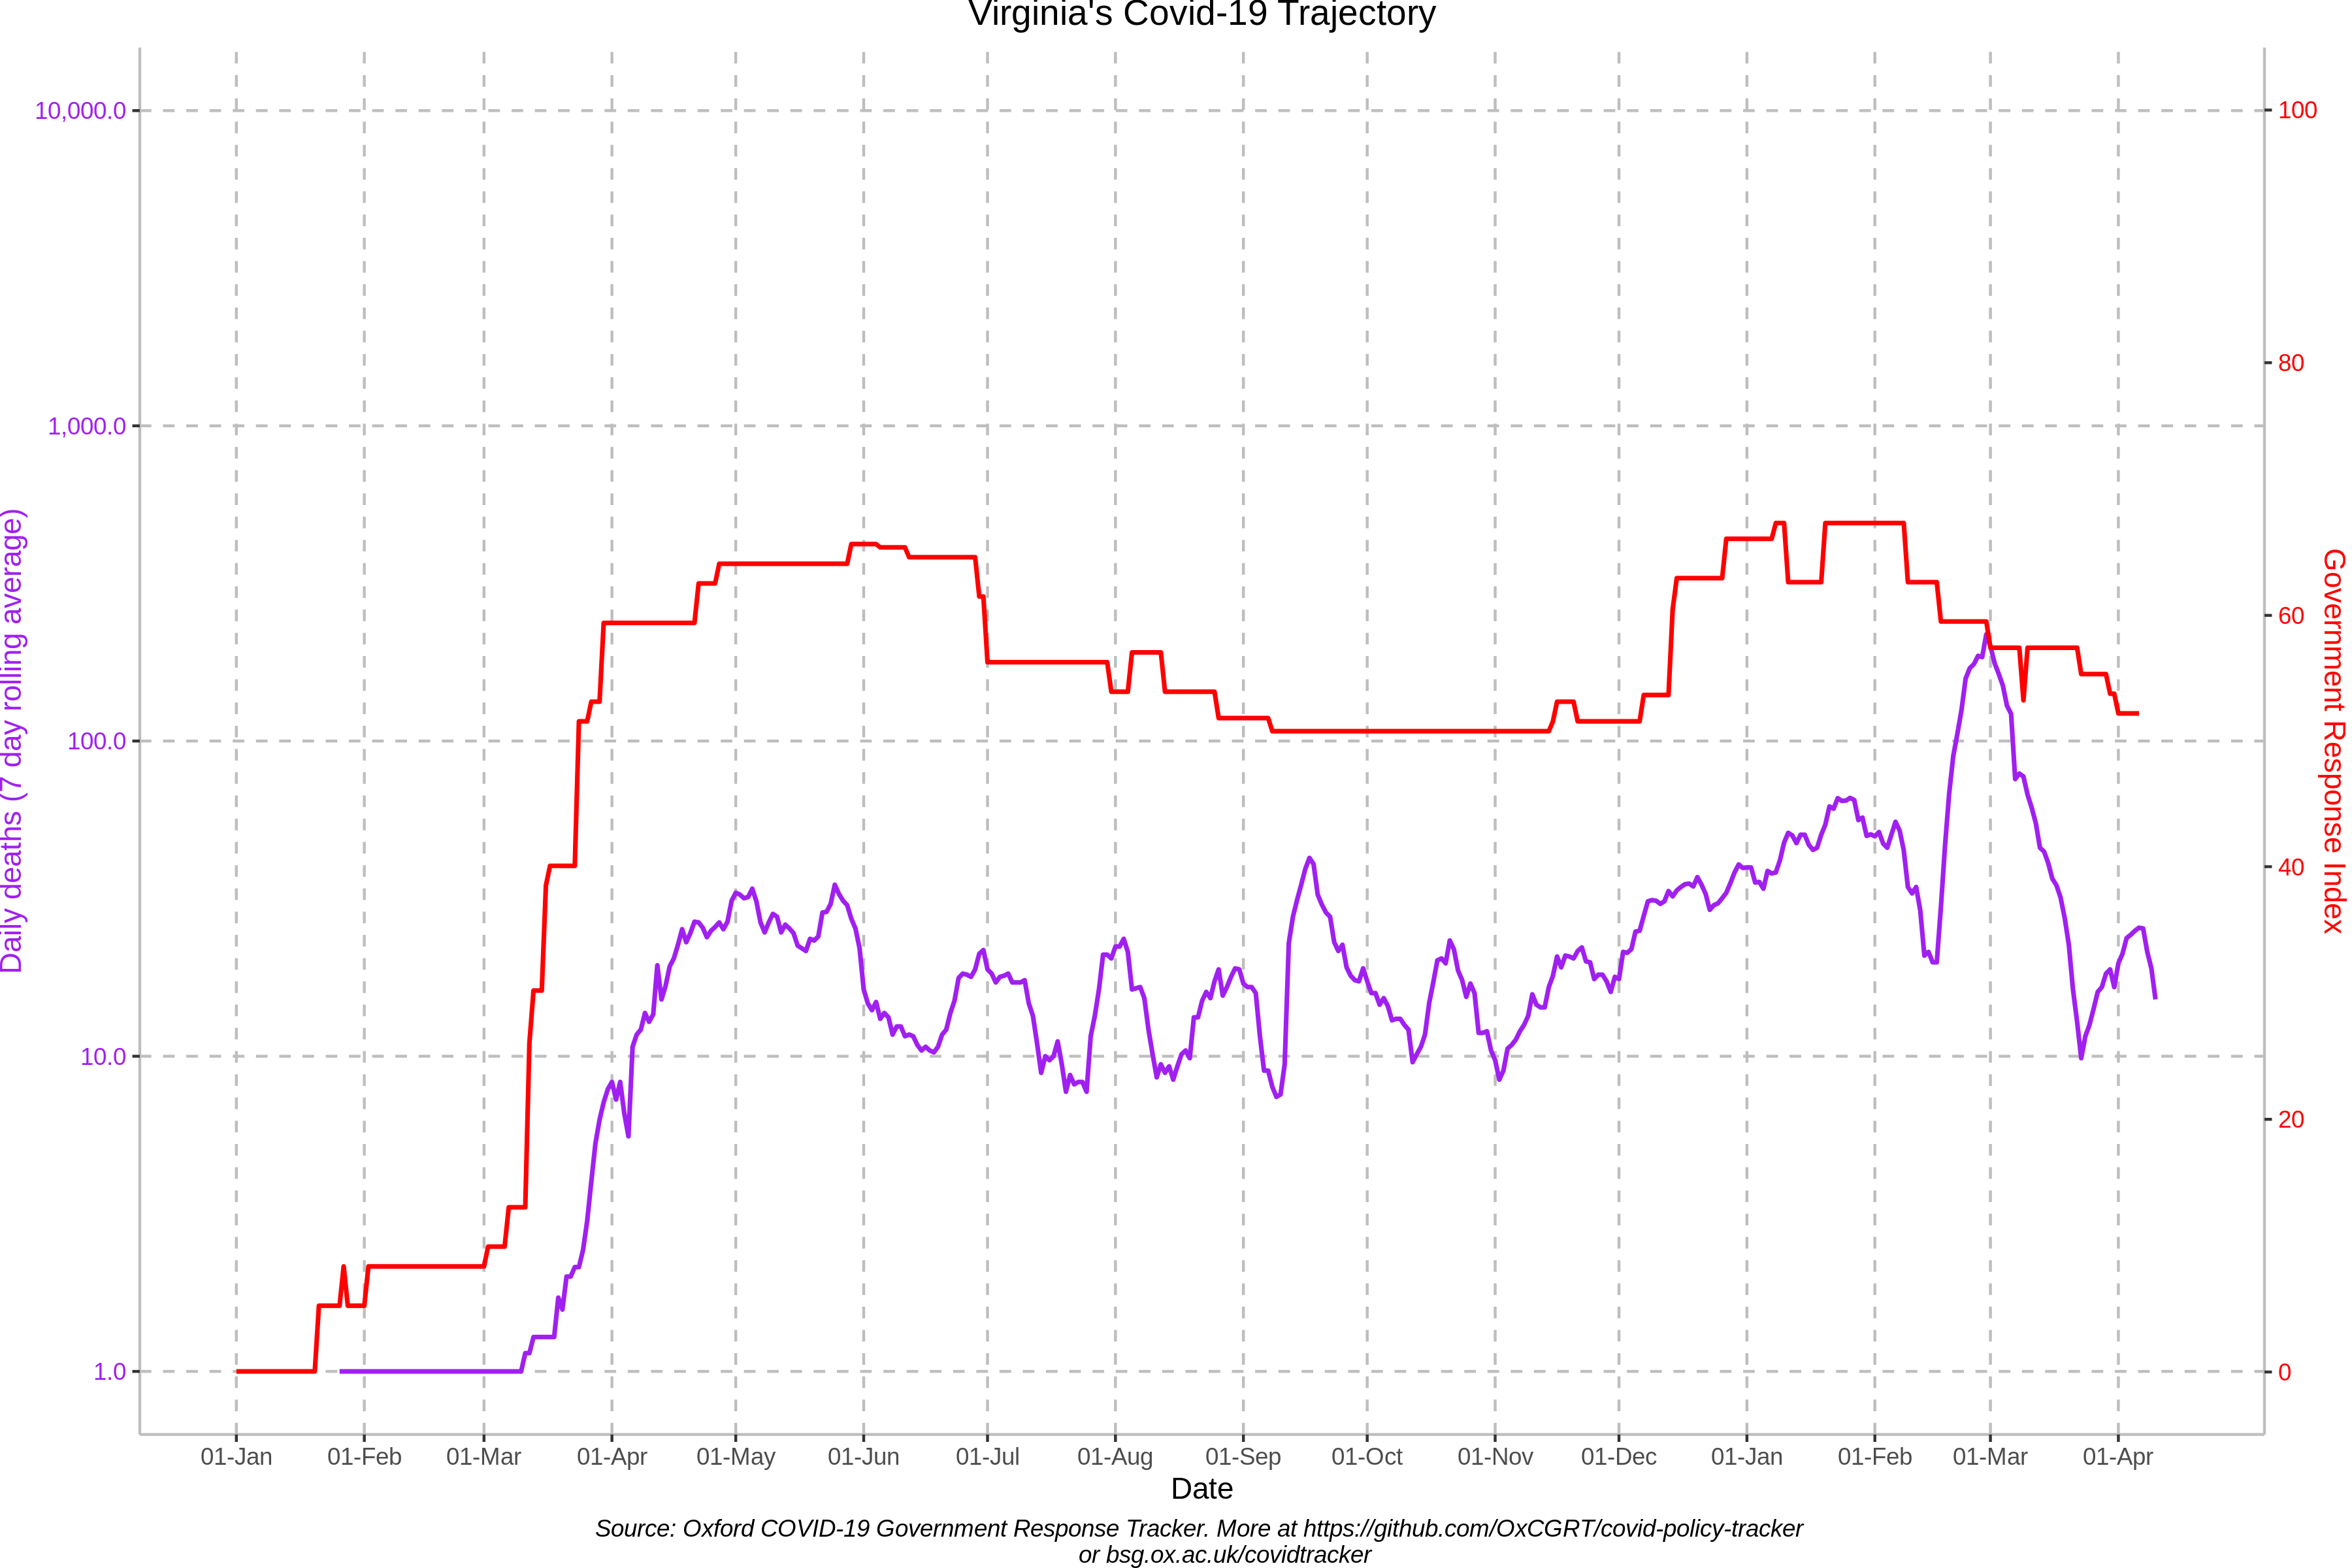 Virginia's Covid-19 Trajectory
10,000.0
1,000.0
100.0
10.0
1.0
Daily deaths (7 day rolling average)
100
80
60
40
20
0
Government Response Index
01-Jan 01-Feb 01-Mar 01-Apr 01-May 01-Jun 01-Jul 01-Aug 01-Sep 01-Oct 01-Nov 01-Dec 01-Jan 01-Feb 01-Mar 01-Apr
Date
Source: Oxford COVID-19 Government Response Tracker. More at https://github.com/OxCGRT/covid-policy-tracker
or bsg.ox.ac.uk/covidtracker